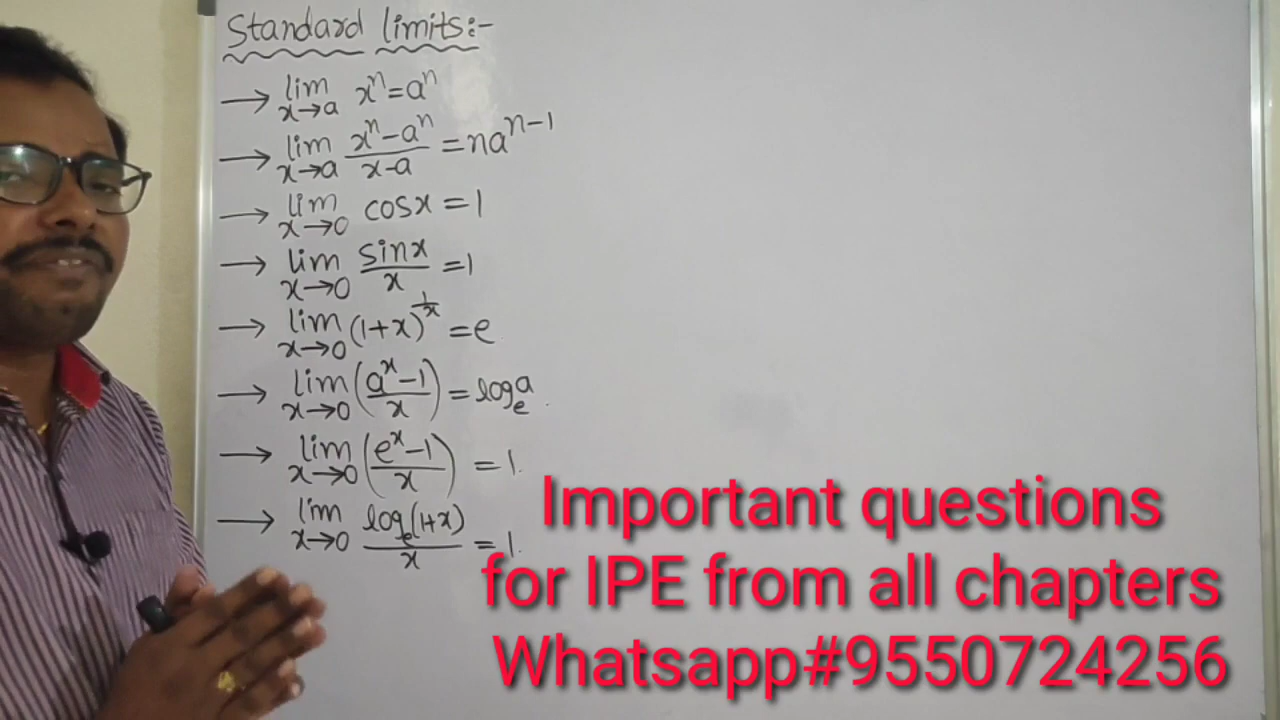 Standard limits:-
→ lim x→a xⁿ = aⁿ
→ lim x→a (xⁿ-aⁿ)/(x-a) = naⁿ⁻¹
→ lim x→0 cosx = 1
→ lim x→0 sinx/x = 1
→ lim x→0 (1+x)^(1/x) = e
→ lim x→0 ((aˣ-1)/x) = logₑa
→ lim x→0 ((eˣ-1)/x) = 1.
→ lim x→0 logₑ(1+x)/x = 1.
Important questions
for IPE from all chapters
Whatsapp#9550724256